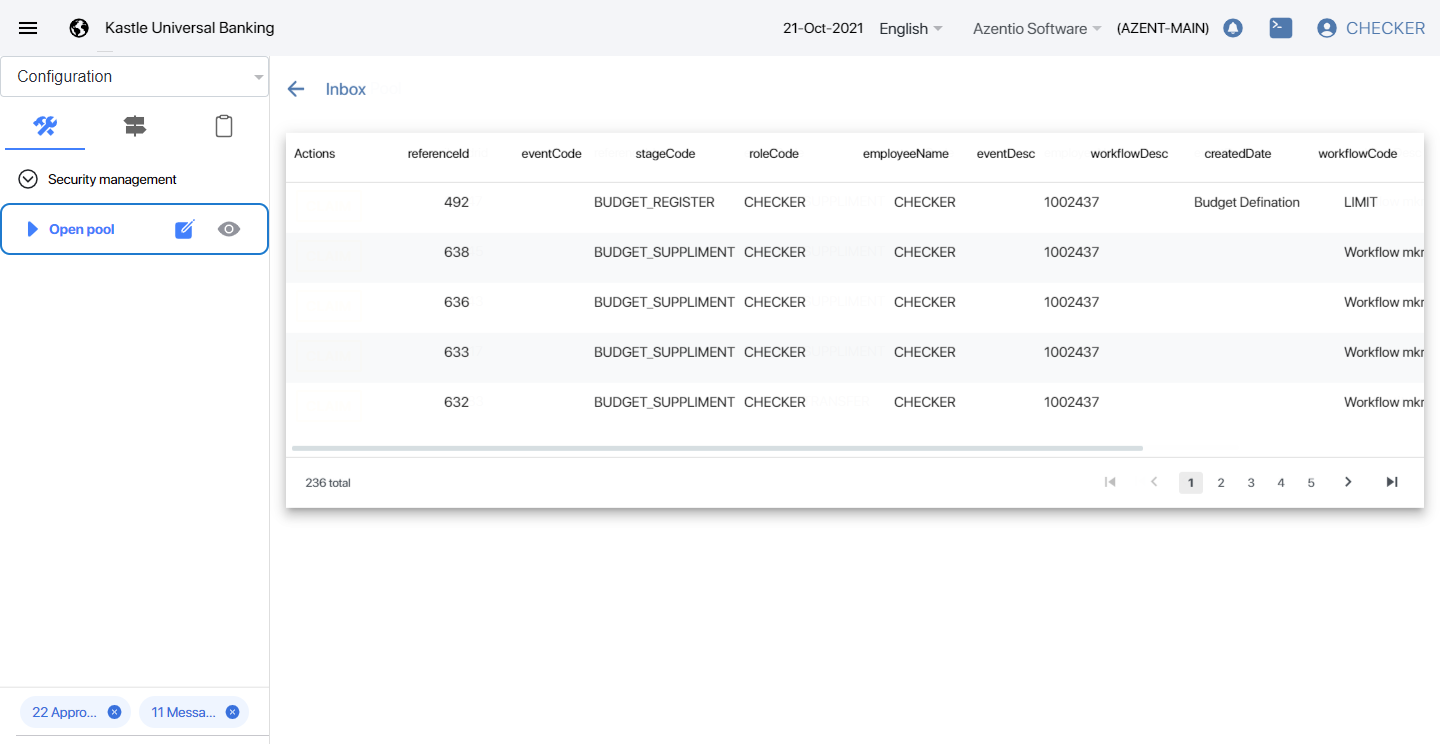 Kastle Universal Banking 21-Oct-2021 English Azentio Software (AZENT-MAIN) CHECKER
Configuration
Inbox
Security management
Open pool
Actions referenceId eventCode stageCode roleCode employeeName eventDesc workflowDesc createdDate workflowCode
492 BUDGET_REGISTER CHECKER CHECKER 1002437 Budget Defination LIMIT
638 BUDGET_SUPPLIMENT CHECKER CHECKER 1002437 Workflow mkr
636 BUDGET_SUPPLIMENT CHECKER CHECKER 1002437 Workflow mkr
633 BUDGET_SUPPLIMENT CHECKER CHECKER 1002437 Workflow mkr
632 BUDGET_SUPPLIMENT CHECKER CHECKER 1002437 Workflow mkr
236 total 1 2 3 4 5
22 Appro... 11 Messa...